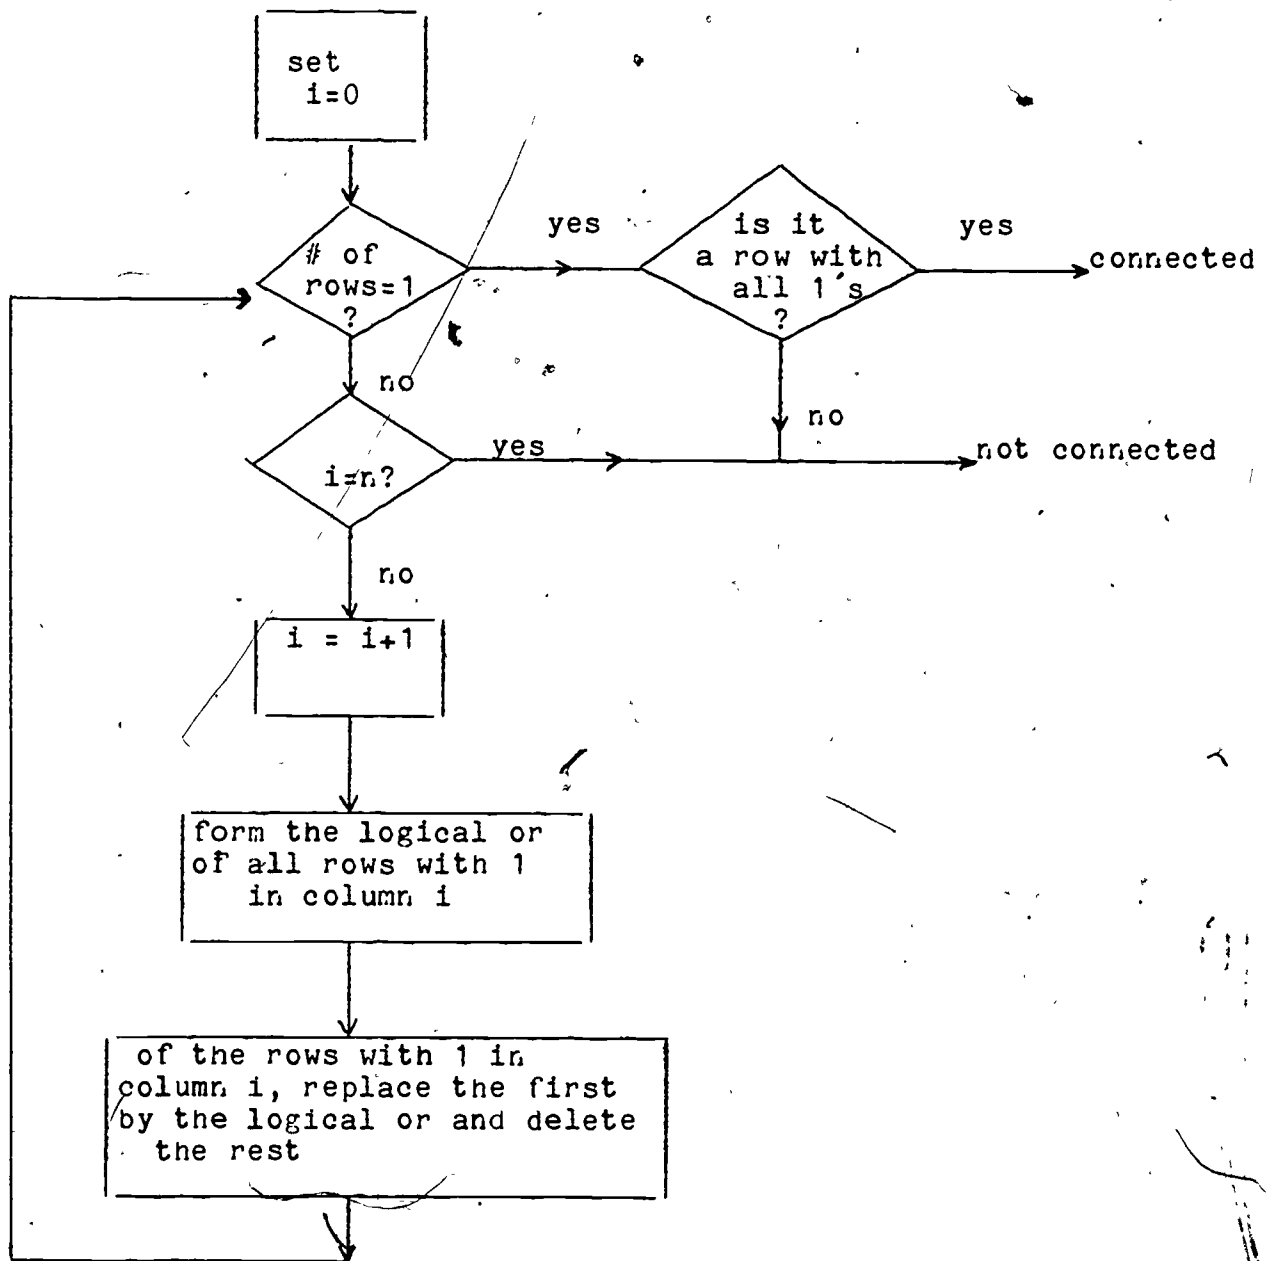 set
i=0
# of
rows=1
?
yes
is it
a row with
all 1's
?
yes
connected
no
no
i=n?
yes
not connected
no
i = i+1
form the logical or
of all rows with 1
in column i
of the rows with 1 in
column i, replace the first
by the logical or and delete
the rest